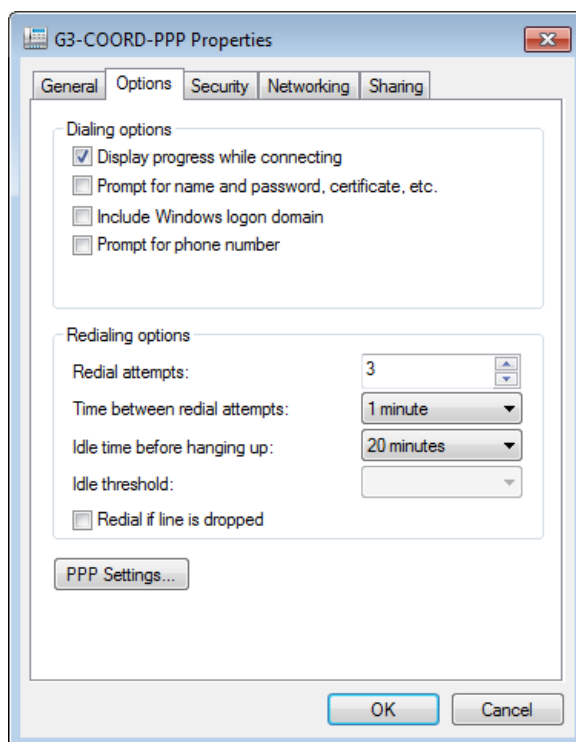 G3-COORD-PPP Properties
General Options Security Networking Sharing
Dialing options
Display progress while connecting
Prompt for name and password, certificate, etc.
Include Windows logon domain
Prompt for phone number
Redialing options
Redial attempts: 3
Time between redial attempts: 1 minute
Idle time before hanging up: 20 minutes
Idle threshold:
Redial if line is dropped
PPP Settings...
OK Cancel